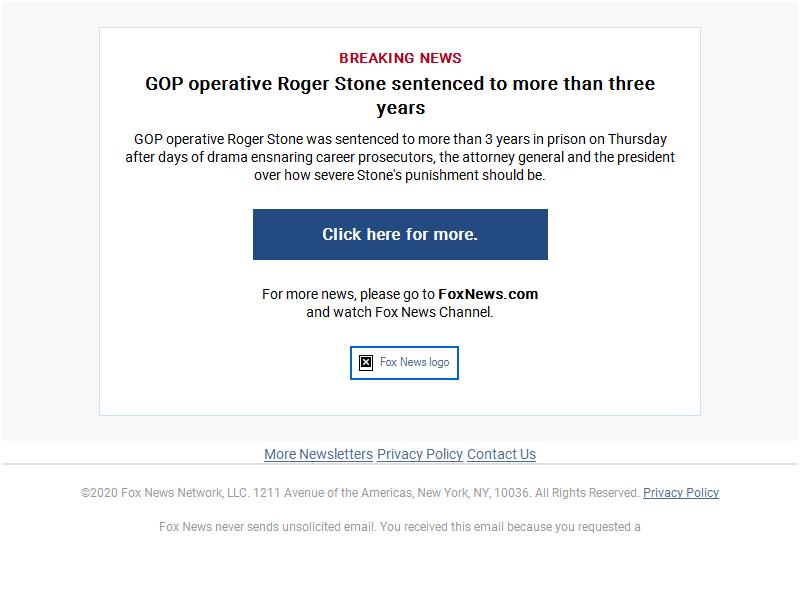 BREAKING NEWS
GOP operative Roger Stone sentenced to more than three
years
GOP operative Roger Stone was sentenced to more than 3 years in prison on Thursday
after days of drama ensnaring career prosecutors, the attorney general and the president
over how severe Stone's punishment should be.
Click here for more.
For more news, please go to FoxNews.com
and watch Fox News Channel.
Fox News logo
More Newsletters Privacy Policy Contact Us
©2020 Fox News Network, LLC. 1211 Avenue of the Americas, New York, NY, 10036. All Rights Reserved. Privacy Policy
Fox News never sends unsolicited email. You received this email because you requested a